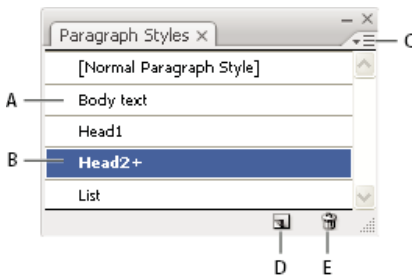 Paragraph Styles ×
C
[Normal Paragraph Style]
A Body text
Head1
B Head2+
List
D E